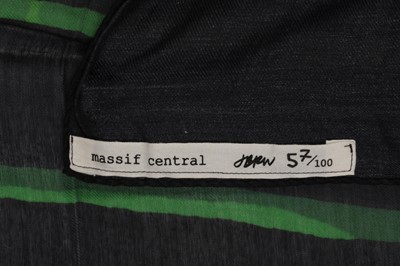 massif central 57/100